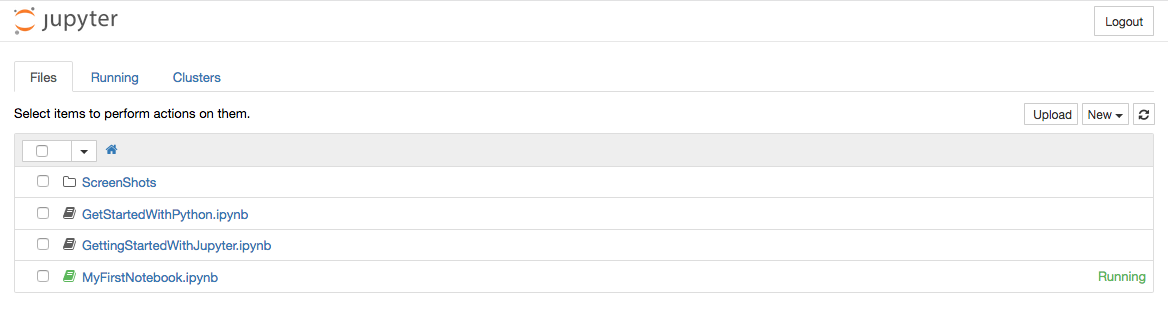 jupyter
Logout
Files Running Clusters
Select items to perform actions on them.
Upload New
ScreenShots
GetStartedWithPython.ipynb
GettingStartedWithJupyter.ipynb
MyFirstNotebook.ipynb Running